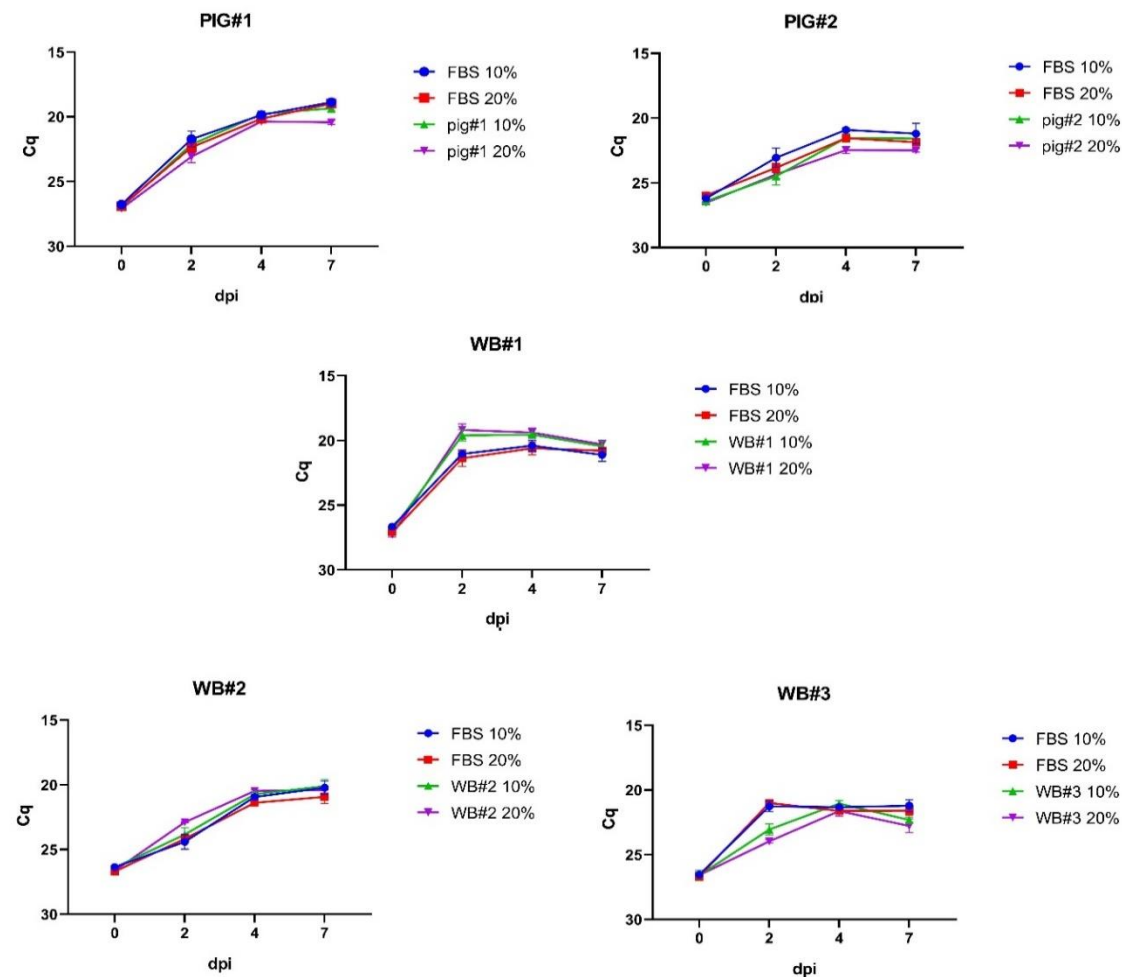 PIG#1
15
20
25
30
Cq
0 2 4 7
dpi
FBS 10%
FBS 20%
pig#1 10%
pig#1 20%
PIG#2
15
20
25
30
Cq
0 2 4 7
dpi
FBS 10%
FBS 20%
pig#2 10%
pig#2 20%
WB#1
15
20
25
30
Cq
0 2 4 7
dpi
FBS 10%
FBS 20%
WB#1 10%
WB#1 20%
WB#2
15
20
25
30
Cq
0 2 4 7
dpi
FBS 10%
FBS 20%
WB#2 10%
WB#2 20%
WB#3
15
20
25
30
Cq
0 2 4 7
dpi
FBS 10%
FBS 20%
WB#3 10%
WB#3 20%